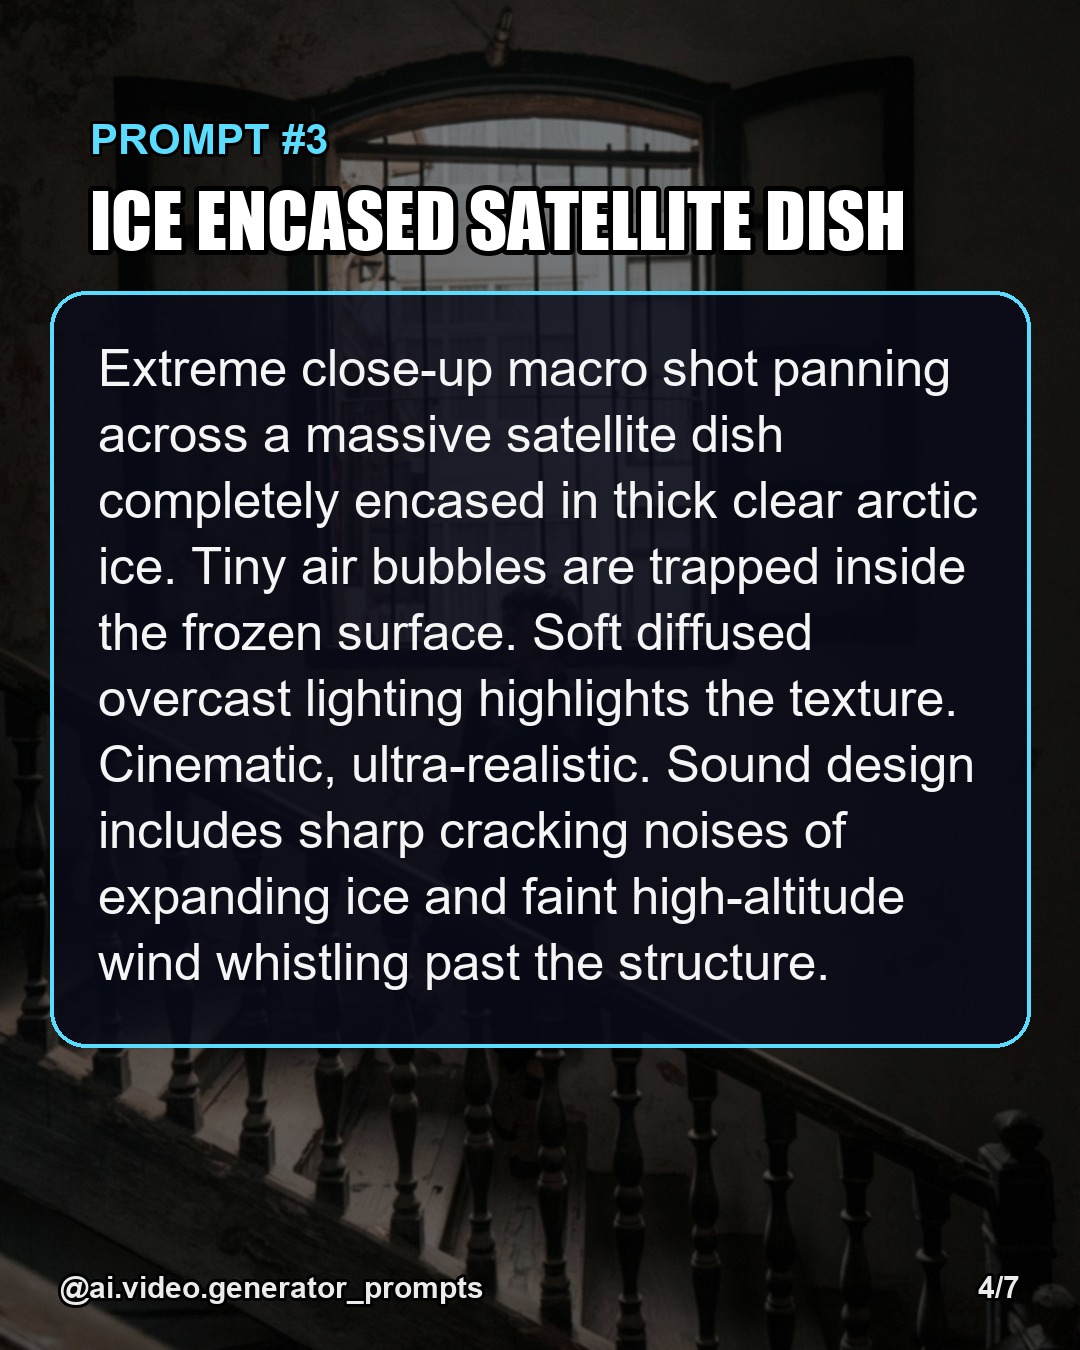 PROMPT #3
ICE ENCASED SATELLITE DISH
Extreme close-up macro shot panning
across a massive satellite dish
completely encased in thick clear arctic
ice. Tiny air bubbles are trapped inside
the frozen surface. Soft diffused
overcast lighting highlights the texture.
Cinematic, ultra-realistic. Sound design
includes sharp cracking noises of
expanding ice and faint high-altitude
wind whistling past the structure.
@ai.video.generator_prompts
4/7